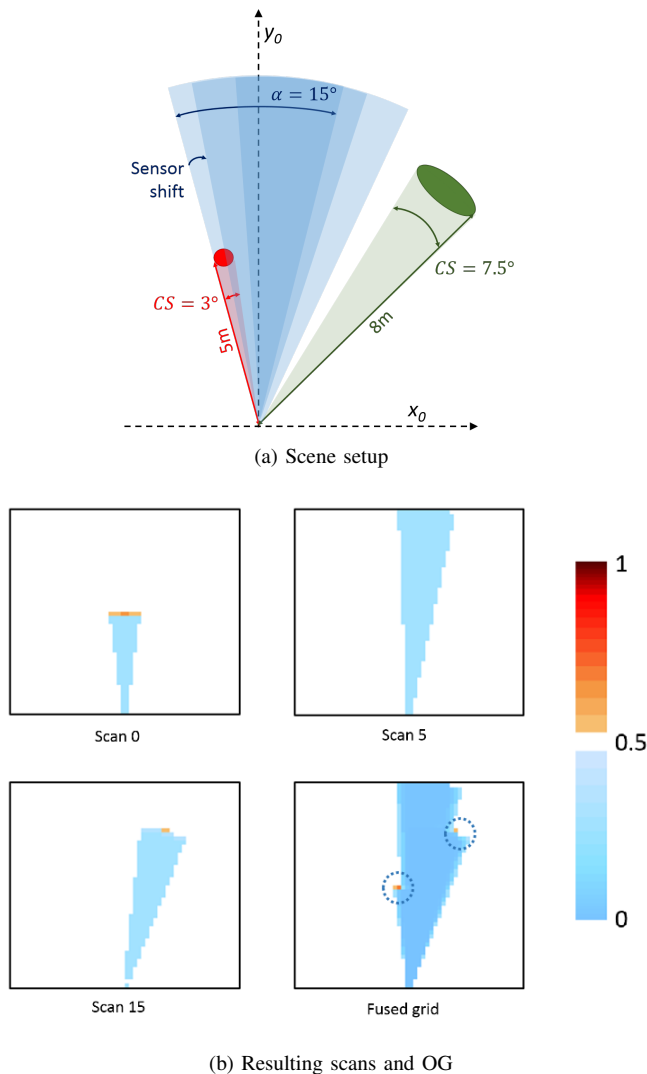 y₀
α = 15°
Sensor
shift
CS = 3°
5m
CS = 7.5°
8m
x₀
(a) Scene setup
Scan 0
Scan 5
1
0.5
0
Scan 15
Fused grid
(b) Resulting scans and OG